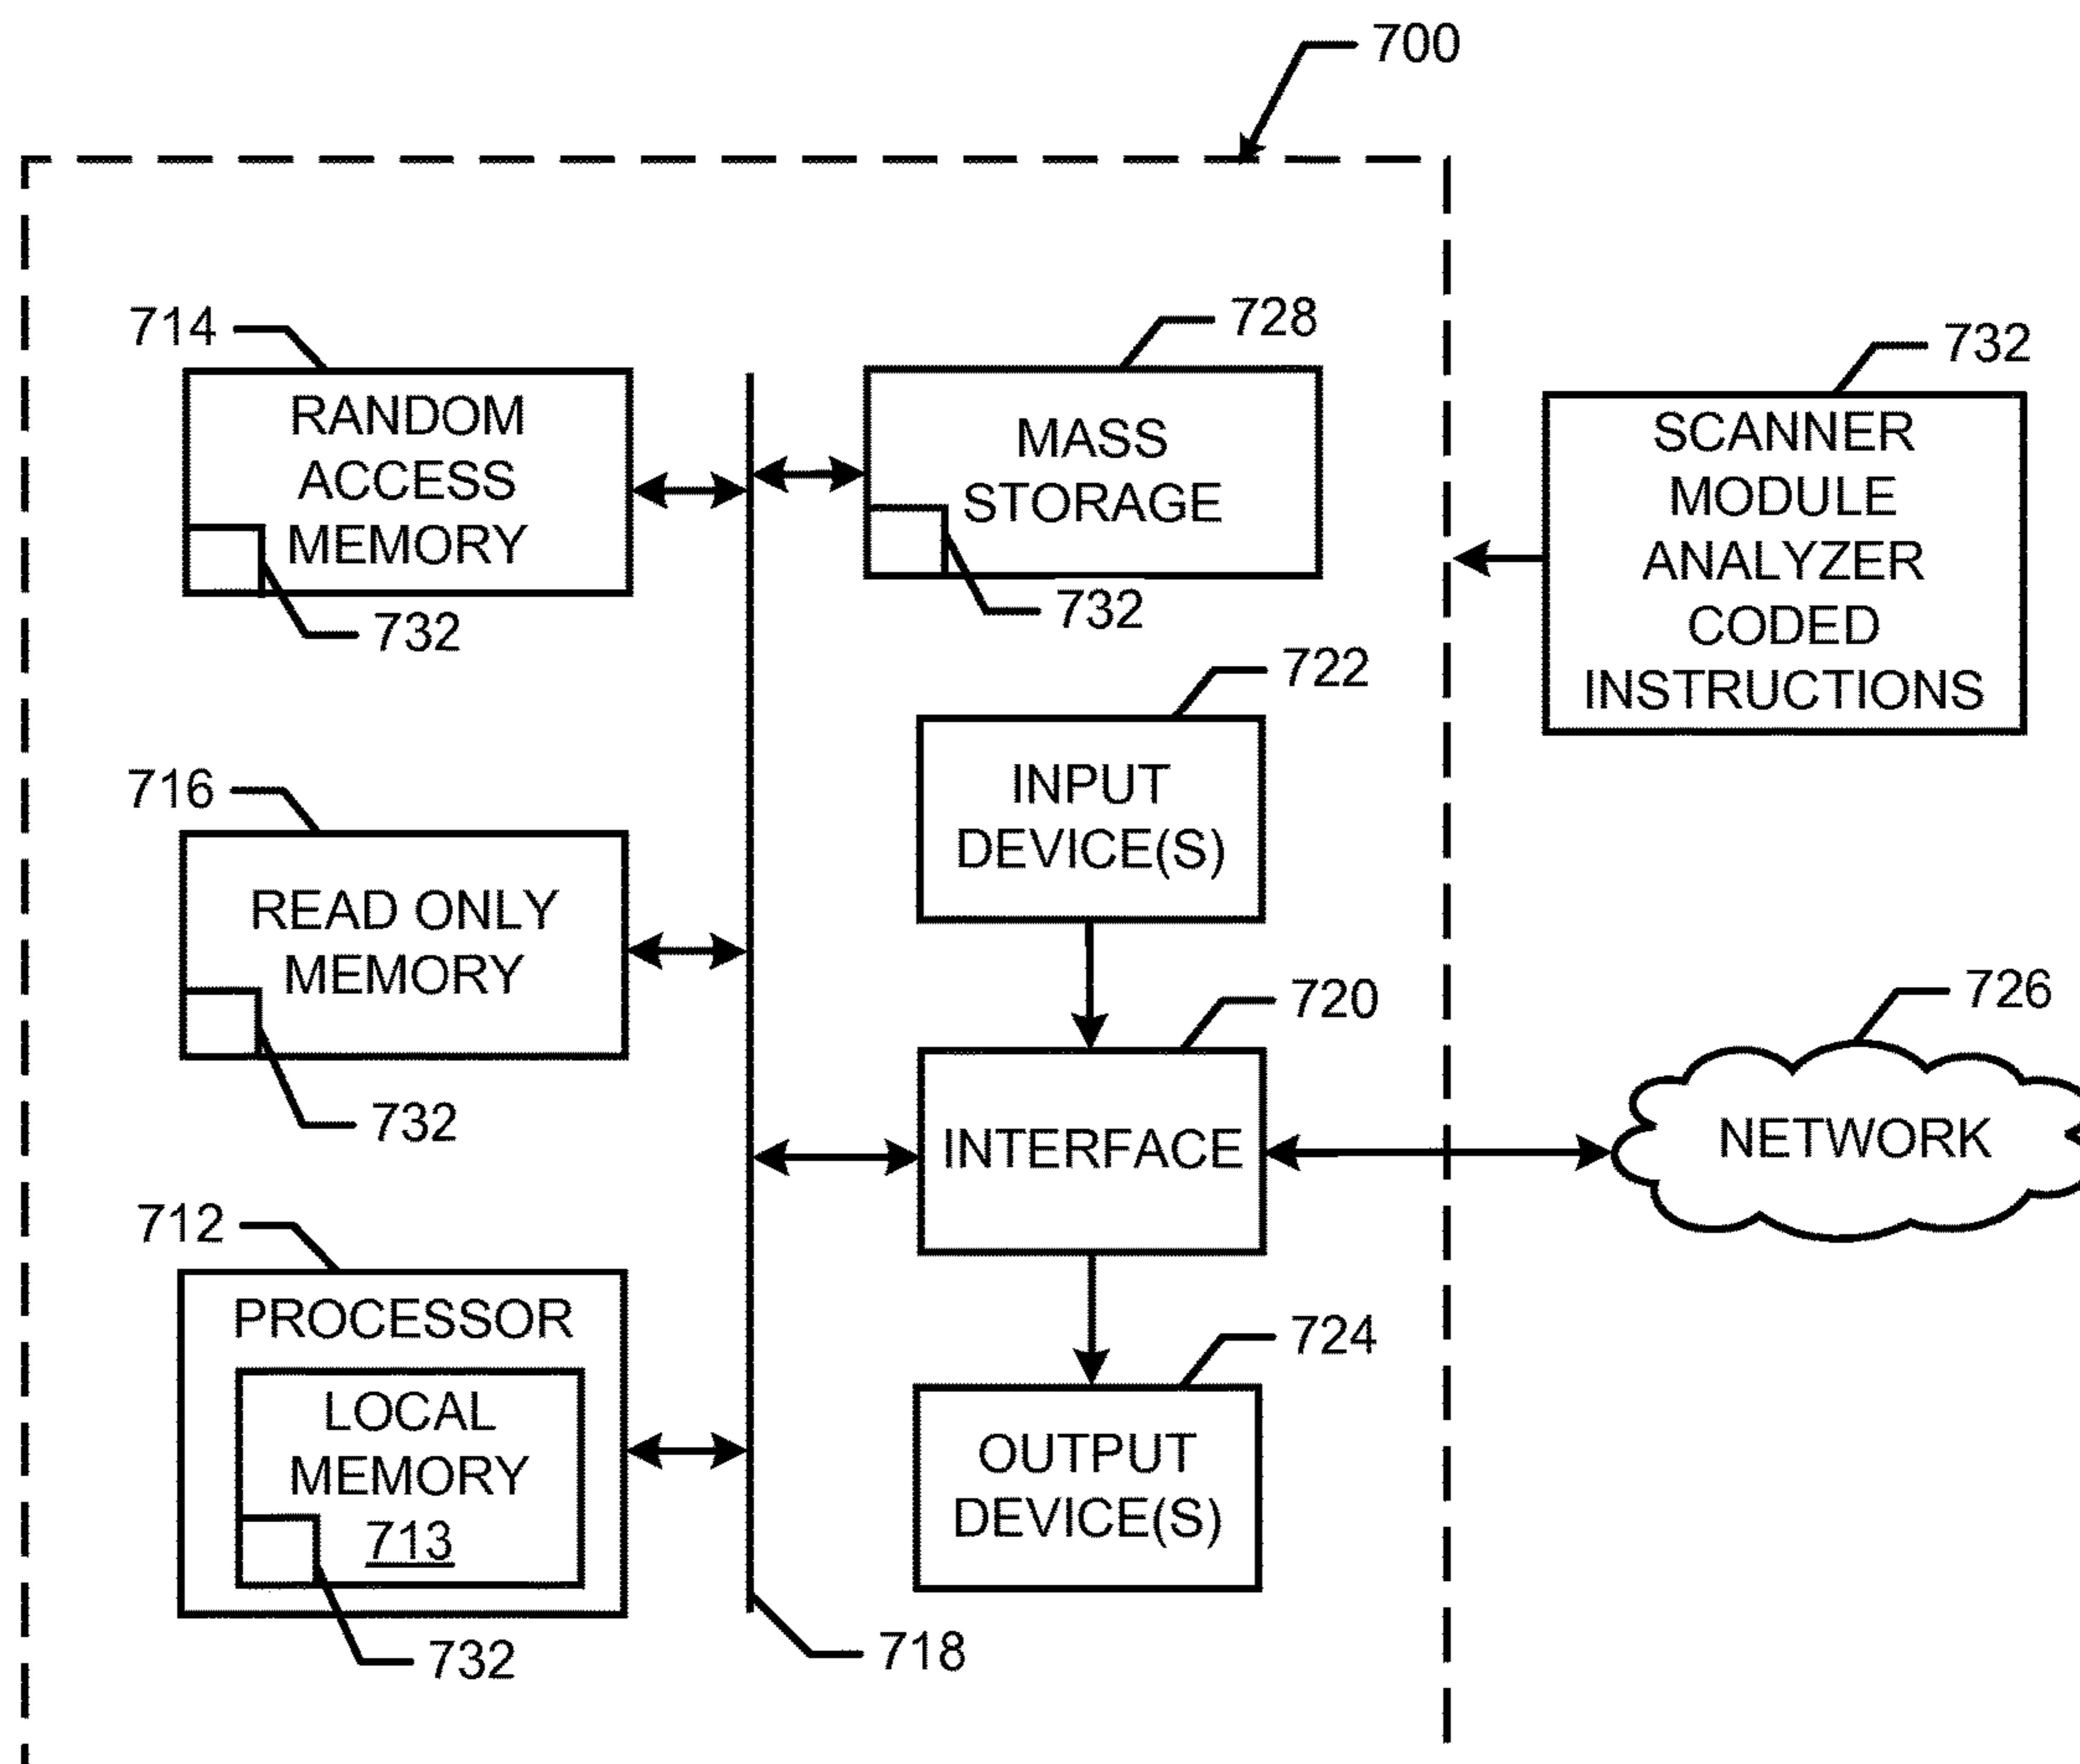 700
714
RANDOM
ACCESS
MEMORY
732
728
MASS
STORAGE
732
732
SCANNER
MODULE
ANALYZER
CODED
INSTRUCTIONS
722
INPUT
DEVICE(S)
716
READ ONLY
MEMORY
732
720
INTERFACE
726
NETWORK
712
PROCESSOR
LOCAL
MEMORY
713
732
724
OUTPUT
DEVICE(S)
718